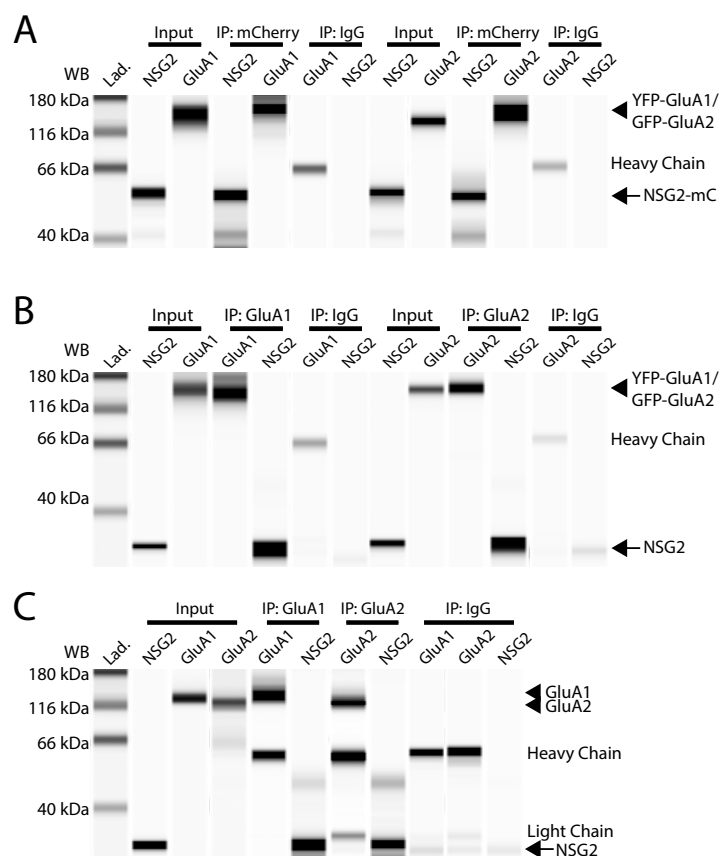 A
Input IP: mCherry IP: IgG Input IP: mCherry IP: IgG
WB Lad. NSG2 GluA1 NSG2 GluA1 GluA1 NSG2 NSG2 GluA2 NSG2 GluA2 GluA2 NSG2
180 kDa
YFP-GluA1/
GFP-GluA2
116 kDa
66 kDa Heavy Chain
NSG2-mC
40 kDa
B
Input IP: GluA1 IP: IgG Input IP: GluA2 IP: IgG
WB Lad. NSG2 GluA1 GluA1 NSG2 GluA1 NSG2 NSG2 GluA2 GluA2 NSG2 GluA2 NSG2
180 kDa YFP-GluA1/
GFP-GluA2
116 kDa
66 kDa Heavy Chain
40 kDa
NSG2
C
Input IP: GluA1 IP: GluA2 IP: IgG
WB Lad. NSG2 GluA1 GluA2 GluA1 NSG2 GluA2 NSG2 GluA1 GluA2 NSG2
180 kDa
GluA1
116 kDa GluA2
66 kDa
Heavy Chain
40 kDa
Light Chain
NSG2